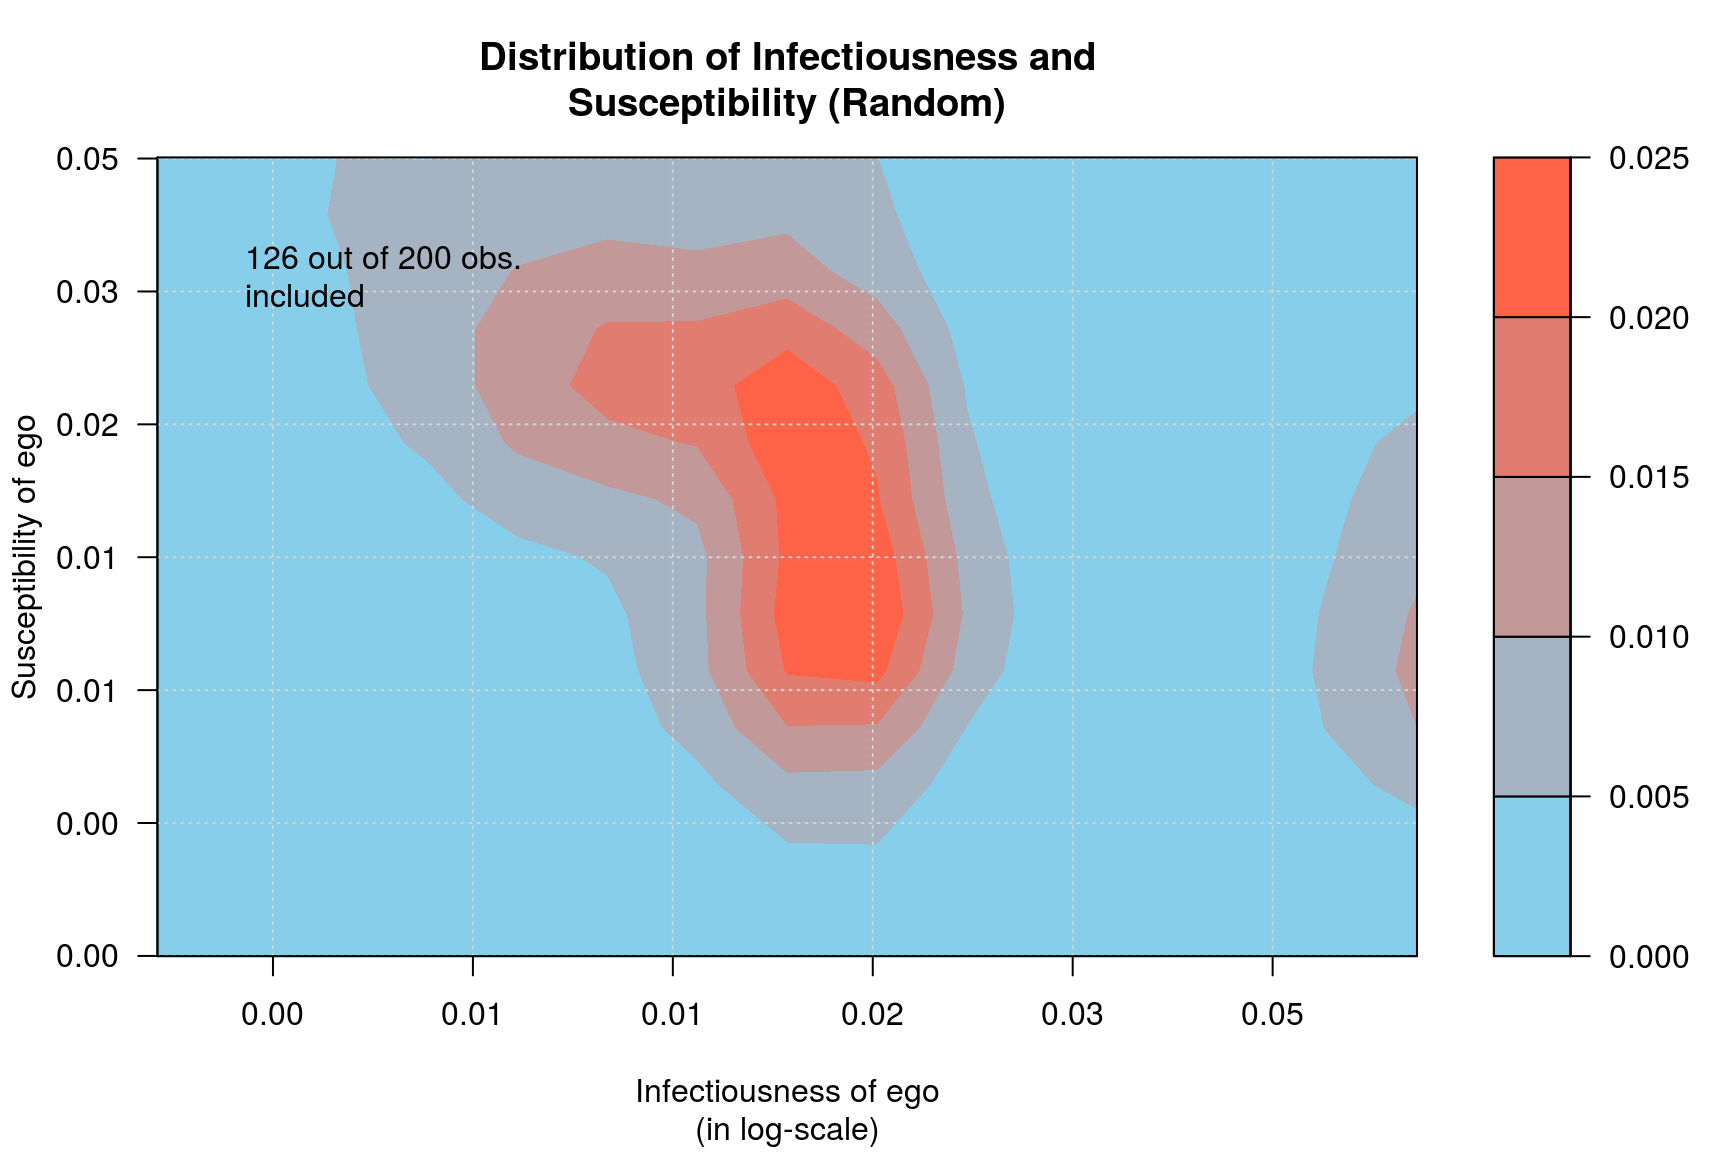 Distribution of Infectiousness and
Susceptibility (Random)
126 out of 200 obs.
included
Susceptibility of ego
0.05
0.03
0.02
0.01
0.01
0.00
0.00
0.00
0.01
0.01
0.02
0.03
0.05
Infectiousness of ego
(in log-scale)
0.025
0.020
0.015
0.010
0.005
0.000